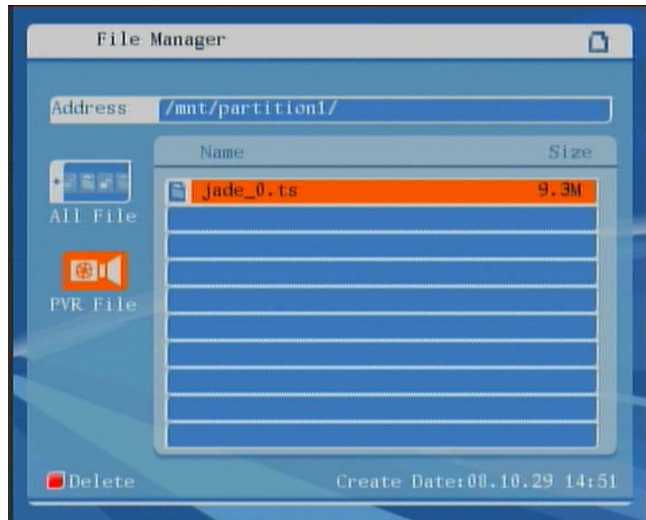 File Manager
Address /mnt/partition1/
Name Size
jade_0.ts 9.3M
All File
PVR File
Delete Create Date:08.10.29 14:51